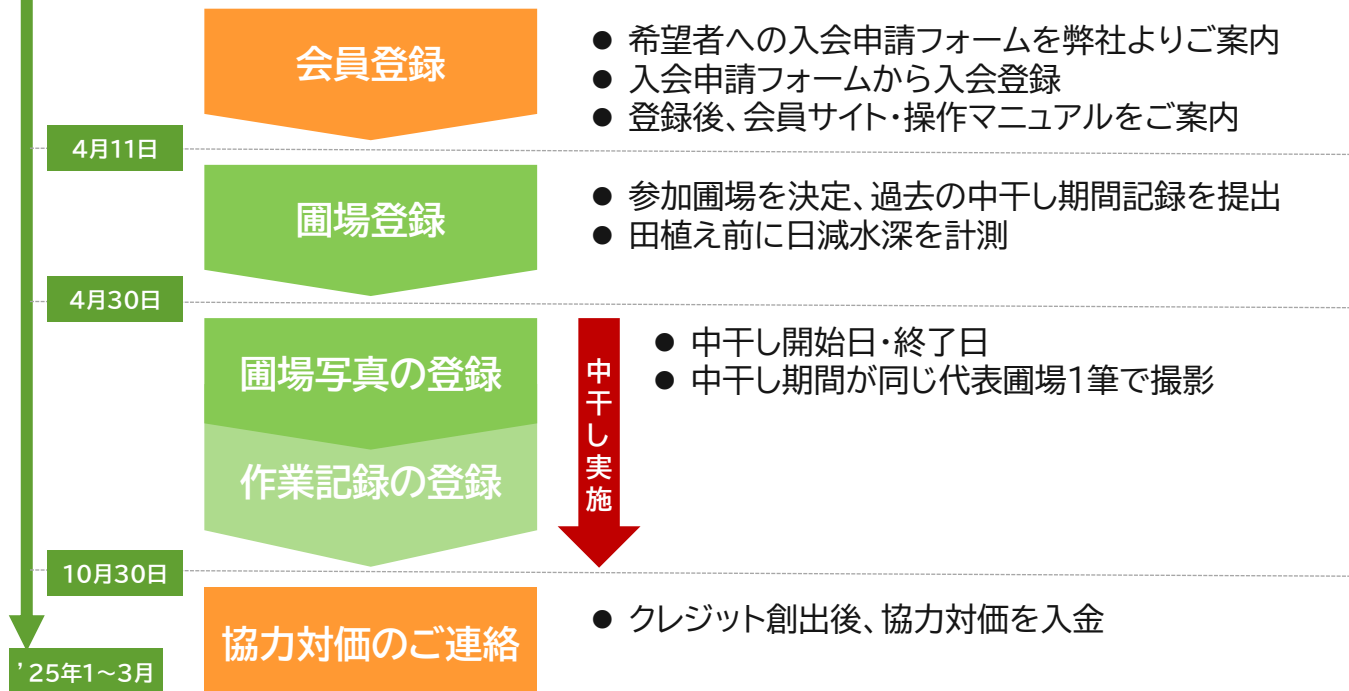 会員登録
● 希望者への入会申請フォームを弊社よりご案内
● 入会申請フォームから入会登録
● 登録後、会員サイト・操作マニュアルをご案内
4月11日
圃場登録
● 参加圃場を決定、過去の中干し期間記録を提出
● 田植え前に日減水深を計測
4月30日
圃場写真の登録
中干し実施
● 中干し開始日・終了日
● 中干し期間が同じ代表圃場1筆で撮影
作業記録の登録
10月30日
協力対価のご連絡
● クレジット創出後、協力対価を入金
’25年1～3月